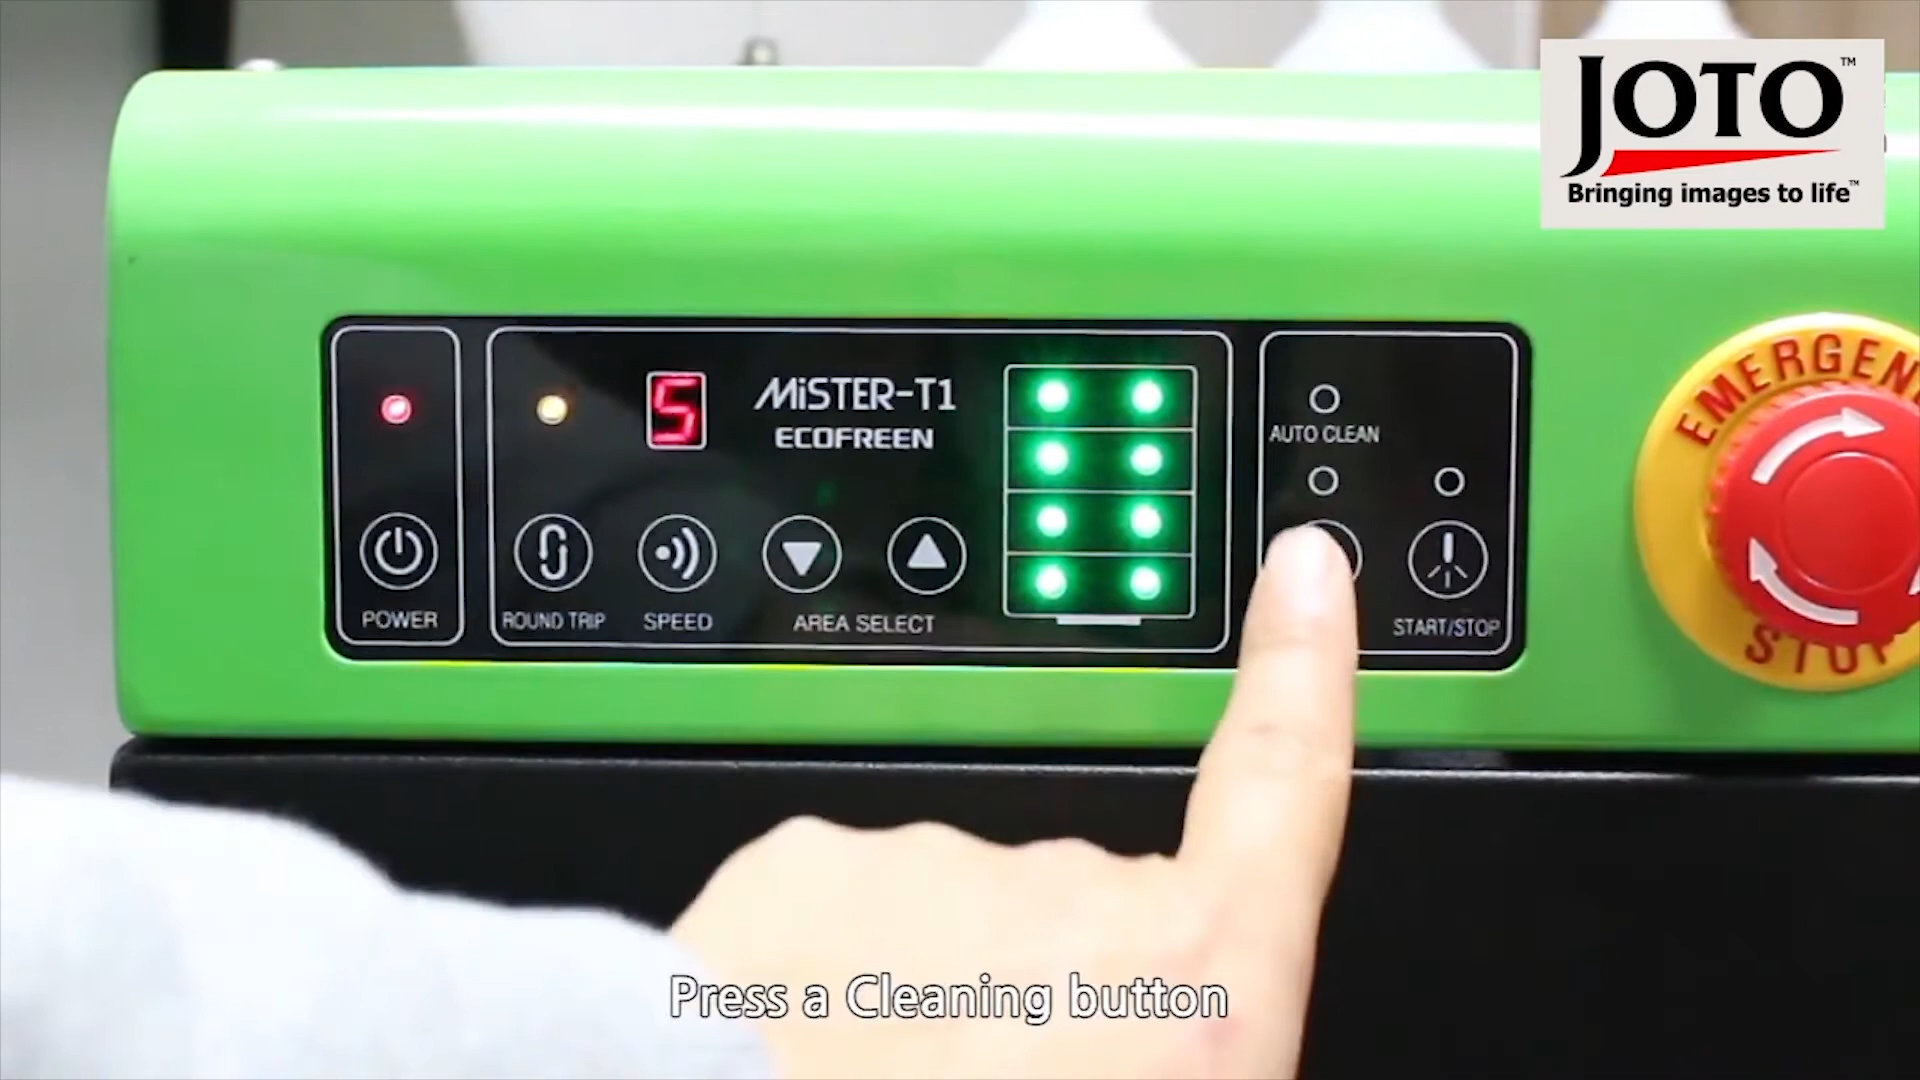 JOTO™
Bringing images to life™
EMERGEN
STOP
5
MiSTER-T1
ECOFREEN
AUTO CLEAN
POWER
ROUND TRIP
SPEED
AREA SELECT
START/STOP
Press a Cleaning button